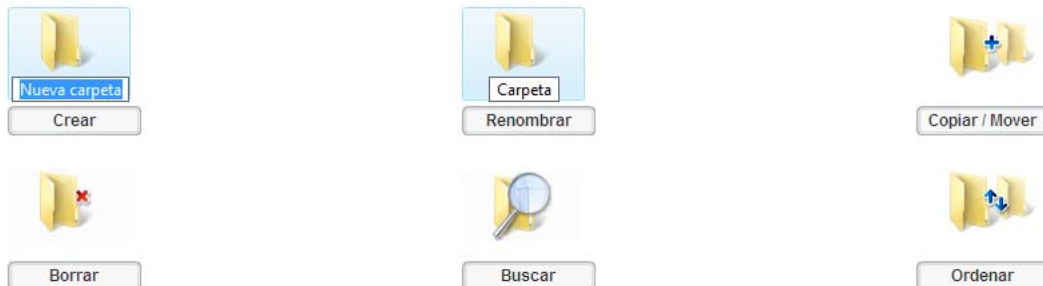 Nueva carpeta
Crear
Carpeta
Renombrar
Copiar / Mover
Borrar
Buscar
Ordenar